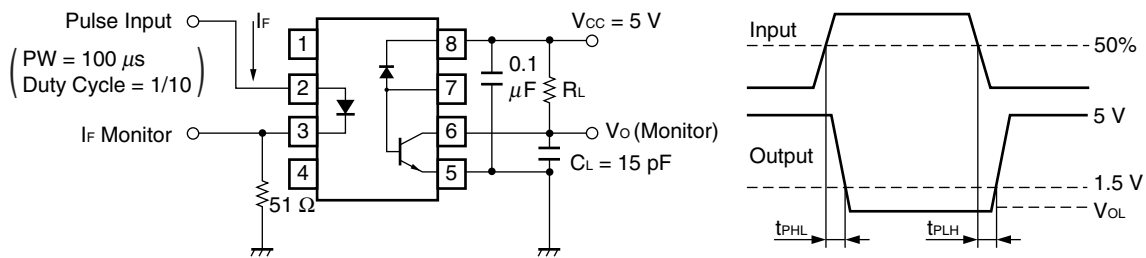 Pulse Input
IF
(PW = 100 μs
Duty Cycle = 1/10)
IF Monitor
51 Ω
1
2
3
4
8
7
6
5
VCC = 5 V
0.1
μF
RL
VO (Monitor)
CL = 15 pF
Input
50%
5 V
Output
1.5 V
VOL
tPHL
tPLH